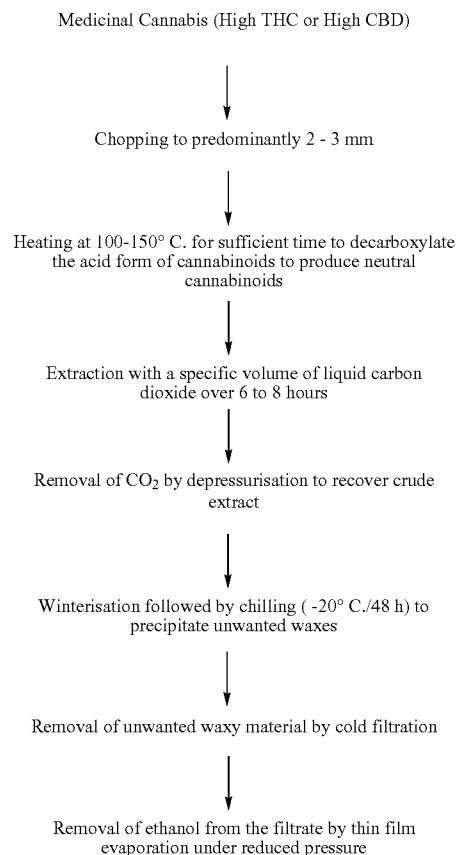 Medicinal Cannabis (High THC or High CBD)
Chopping to predominantly 2 - 3 mm
Heating at 100-150° C. for sufficient time to decarboxylate
the acid form of cannabinoids to produce neutral
cannabinoids
Extraction with a specific volume of liquid carbon
dioxide over 6 to 8 hours
Removal of CO₂ by depressurisation to recover crude
extract
Winterisation followed by chilling ( -20° C./48 h) to
precipitate unwanted waxes
Removal of unwanted waxy material by cold filtration
Removal of ethanol from the filtrate by thin film
evaporation under reduced pressure